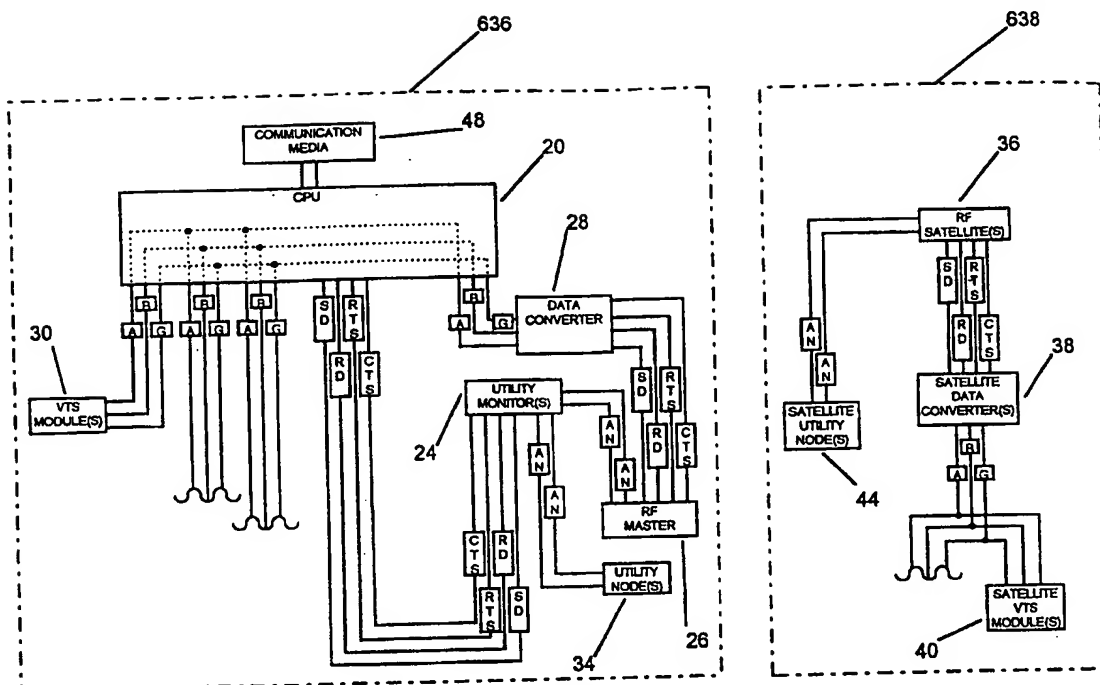 636
638
COMMUNICATION
MEDIA
48
20
CPU
36
28
RF
SATELLITE(S)
A
B
G
A
B
G
A
B
G
SD
RD
RTS
CTS
A
B
G
DATA
CONVERTER
SD
RD
RTS
CTS
30
VTS
MODULE(S)
UTILITY
MONITOR(S)
24
SD
RD
RTS
CTS
AN
AN
AN
AN
RF
MASTER
CTS
RTS
RD
SD
AN
AN
UTILITY
NODE(S)
34
26
38
SATELLITE
DATA
CONVERTER(S)
SATELLITE
UTILITY
NODE(S)
44
A
B
G
SATELLITE
VTS
MODULE(S)
40